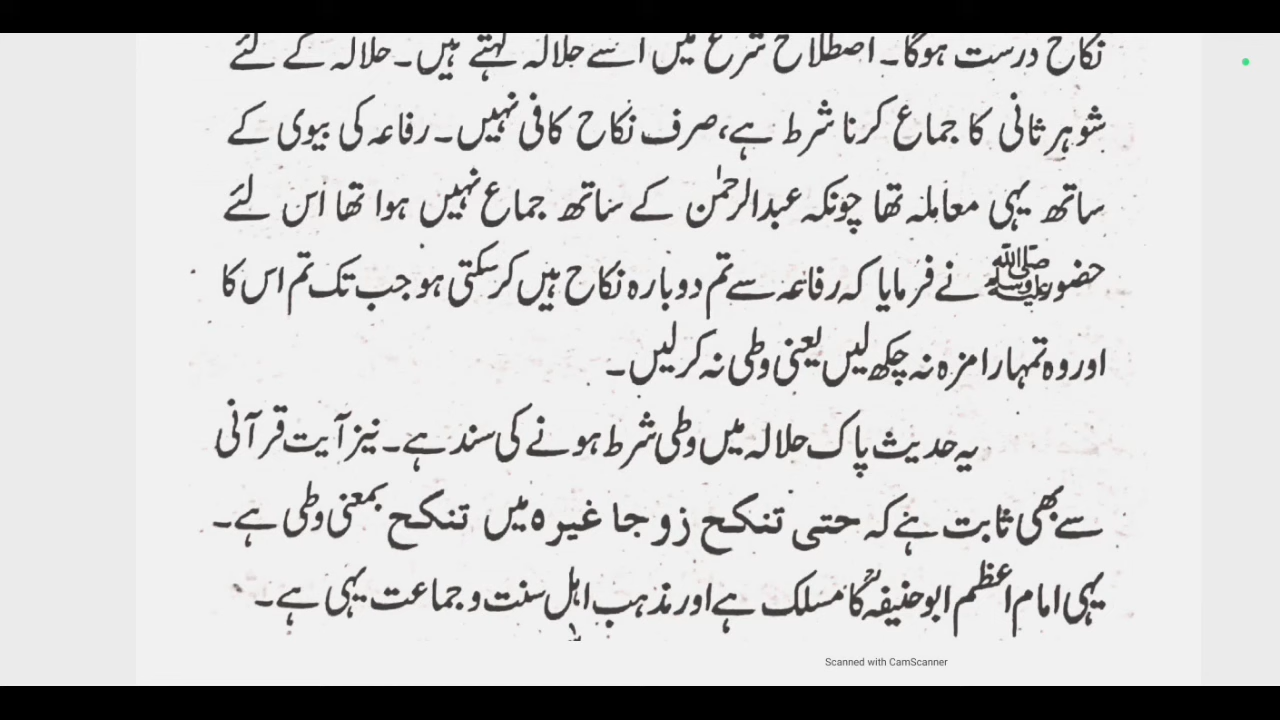 نکاح درست ہوگا۔ اصطلاح شرع میں اسے حلالہ کہتے ہیں۔ حلالہ کے لئے
شوہر ثانی کا جماع کرنا شرط ہے، صرف نکاح کافی نہیں۔ رفاعہ کی بیوی کے
ساتھ یہی معاملہ تھا چونکہ عبدالرحمٰن کے ساتھ جماع نہیں ہوا تھا اس لئے
حضور ﷺ نے فرمایا کہ رفاعہ سے تم دوبارہ نکاح ہیں کرسکتی ہو جب تک تم اس کا
اور وہ تمہارا مزہ نہ چکھ لیں یعنی وطی نہ کرلیں۔
یہ حدیث پاک حلالہ میں وطی شرط ہونے کی سند ہے۔ نیز آیت قرآنی
سے بھی ثابت ہے کہ حتی تنکح زوجا غیرہ میں تنکح بمعنی وطی ہے۔
یہی امام اعظم ابوحنیفہؒ کا مسلک ہے اور مذہب اہل سنت و جماعت یہی ہے۔
Scanned with CamScanner